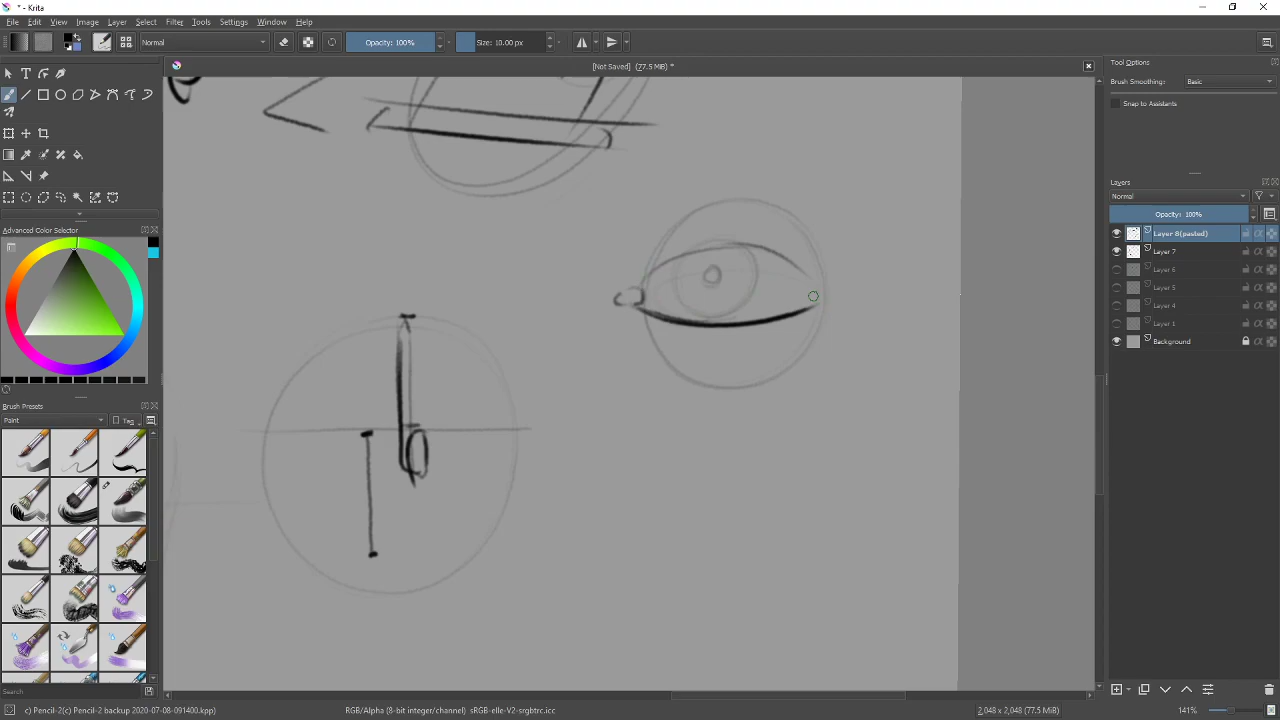 - Krita
File Edit View Image Layer Select Filter Tools Settings Window Help
Normal Opacity: 100% Size: 10.00 px
[Not Saved] (77.5 MiB) *
Tool Options
Brush Smoothing: Basic
Snap to Assistants
Layers
Normal
Opacity: 100%
Layer 8(pasted)
Layer 7
Layer 6
Layer 5
Layer 4
Layer 1
Background
Advanced Color Selector
Brush Presets
Paint Tag
Search
c) Pencil-2(c) Pencil-2 backup 2020-07-08-091400.kpp) RGB/Alpha (8-bit integer/channel) sRGB-elle-V2-srgbtrc.icc 2,048 x 2,048 (77.5 MiB) 141%